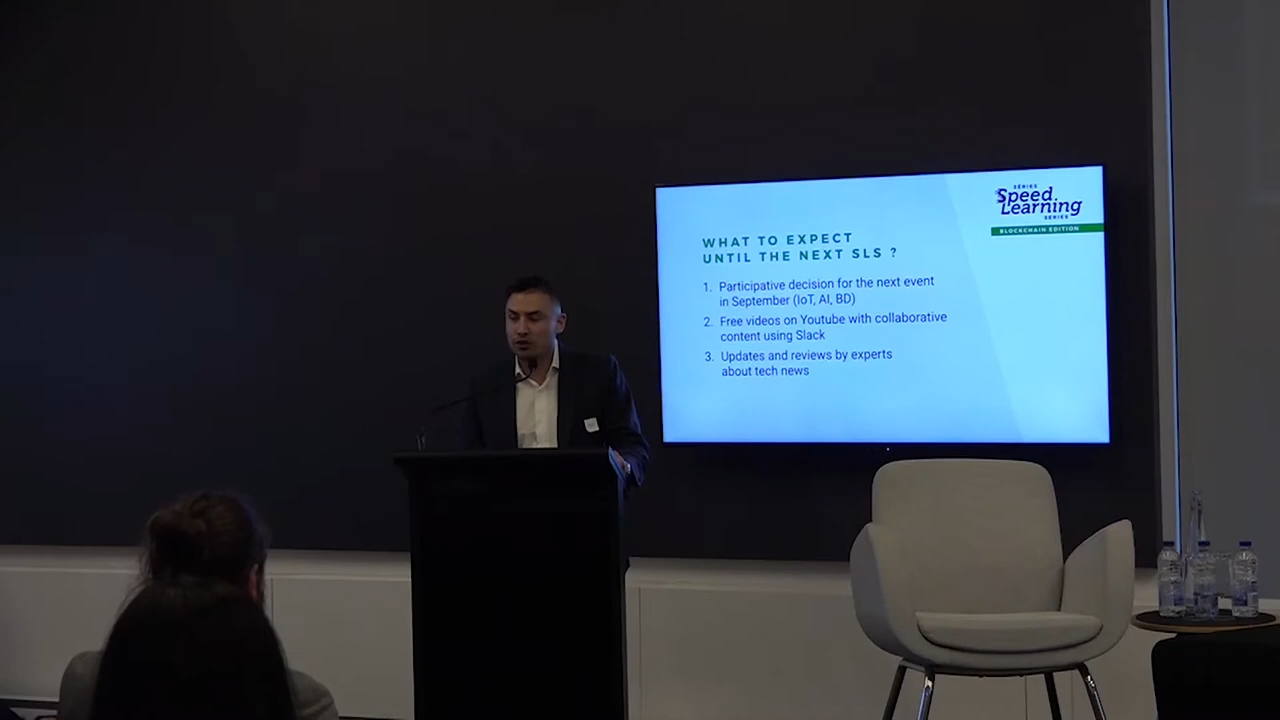 SERIES
Speed
Learning
SERIES
BLOCKCHAIN EDITION
WHAT TO EXPECT
UNTIL THE NEXT SLS ?
1. Participative decision for the next event
in September (IoT, AI, BD)
2. Free videos on Youtube with collaborative
content using Slack
3. Updates and reviews by experts
about tech news